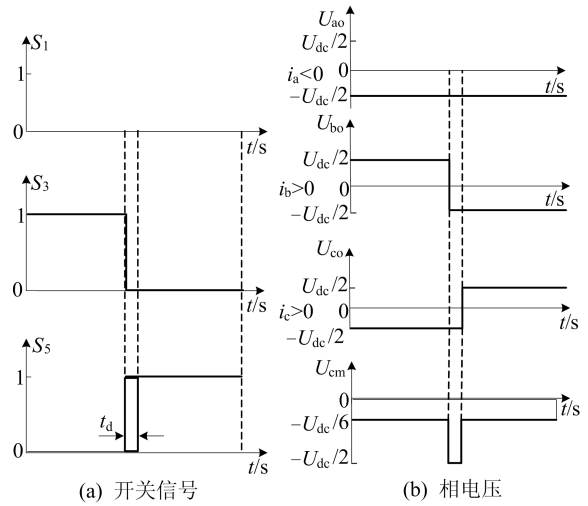 S1
1
0
t/s
S3
1
0
t/s
S5
1
td
0
t/s
(a) 开关信号
Uao
Udc/2
ia<0
0
−Udc/2
t/s
Ubo
Udc/2
ib>0
0
−Udc/2
t/s
Uco
Udc/2
ic>0
0
−Udc/2
t/s
Ucm
0
−Udc/6
−Udc/2
t/s
(b) 相电压